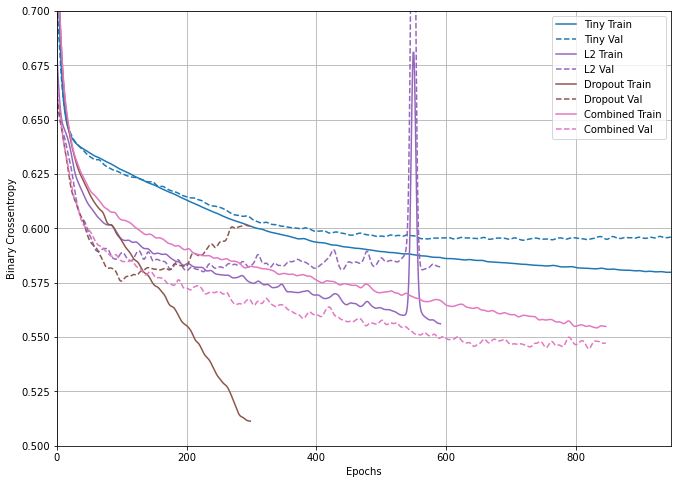 0.700
0.675
0.650
0.625
0.600
0.575
0.550
0.525
0.500
Binary Crossentropy
0 200 400 600 800
Epochs
Tiny Train
Tiny Val
L2 Train
L2 Val
Dropout Train
Dropout Val
Combined Train
Combined Val